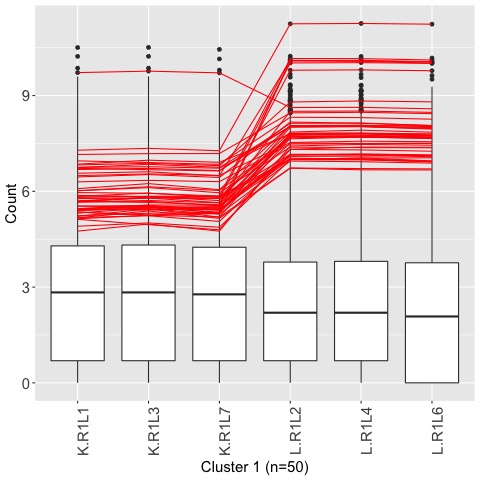 9
6
3
0
Count
K.R1L1
K.R1L3
K.R1L7
L.R1L2
L.R1L4
L.R1L6
Cluster 1 (n=50)